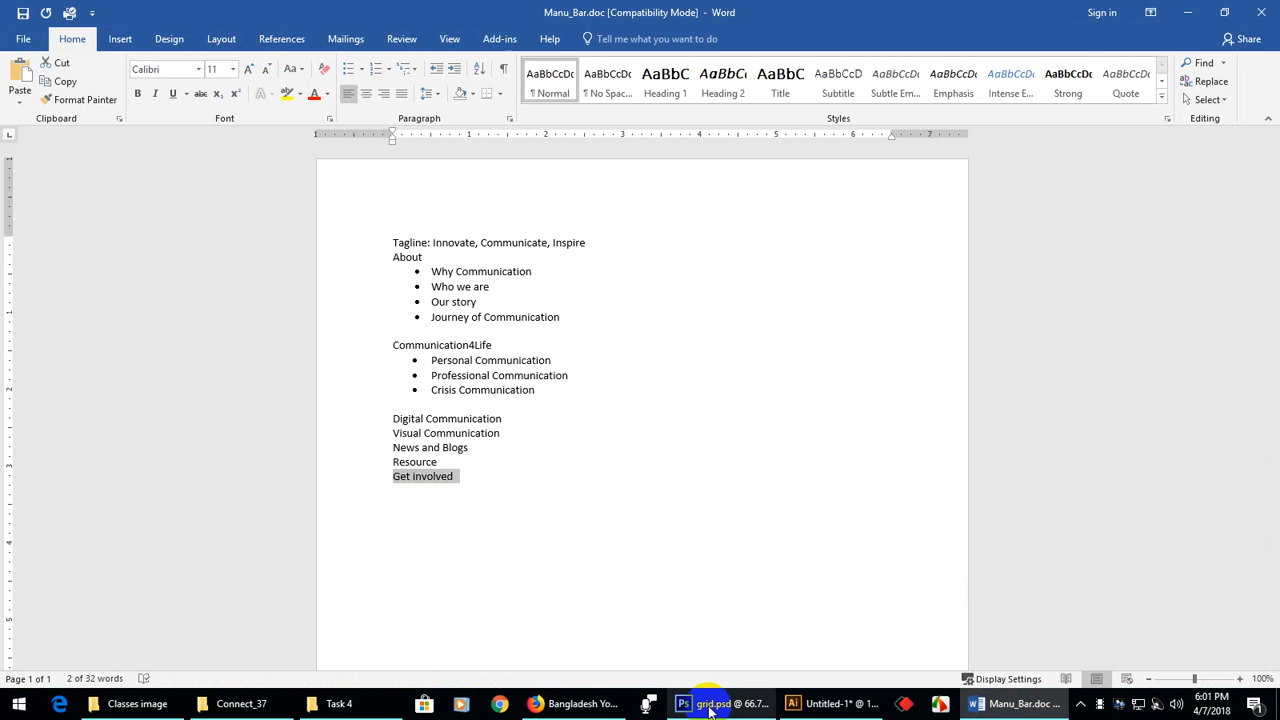 Manu_Bar.doc [Compatibility Mode] - Word
Sign in
File Home Insert Design Layout References Mailings Review View Add-ins Help Tell me what you want to do Share
Paste
Cut
Copy
Format Painter
Clipboard
Calibri 11
Font
Paragraph
AaBbCcDc AaBbCcDc AaBbC AaBbCc AaBbC AaBbCcD AaBbCcDc AaBbCcDc AaBbCcDc AaBbCcDc AaBbCcDc
¶ Normal ¶ No Spac... Heading 1 Heading 2 Title Subtitle Subtle Em... Emphasis Intense E... Strong Quote
Styles
Find
Replace
Select
Editing
Tagline: Innovate, Communicate, Inspire
About
• Why Communication
• Who we are
• Our story
• Journey of Communication
Communication4Life
• Personal Communication
• Professional Communication
• Crisis Communication
Digital Communication
Visual Communication
News and Blogs
Resource
Get involved
Page 1 of 1 2 of 32 words Display Settings 100%
Classes image Connect_37 Task 4 Bangladesh Yo... grid.psd @ 66.7... Untitled-1* @ 1... Manu_Bar.doc ...
6:01 PM
4/7/2018